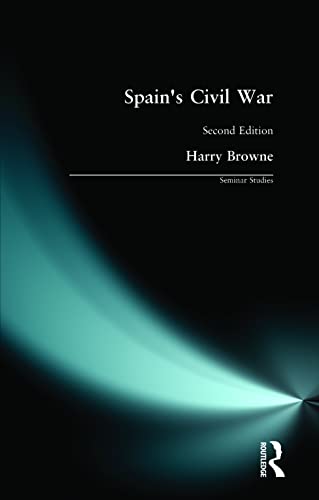 Spain's Civil War
Second Edition
Harry Browne
Seminar Studies
ROUTLEDGE